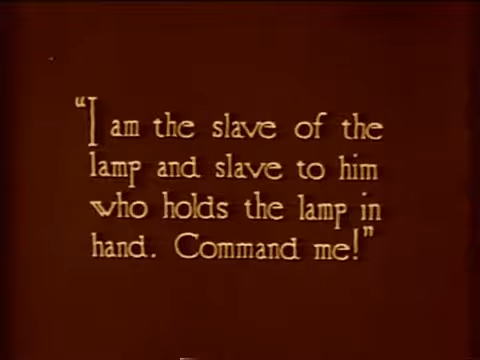 "I am the slave of the
lamp and slave to him
who holds the lamp in
hand. Command me!"